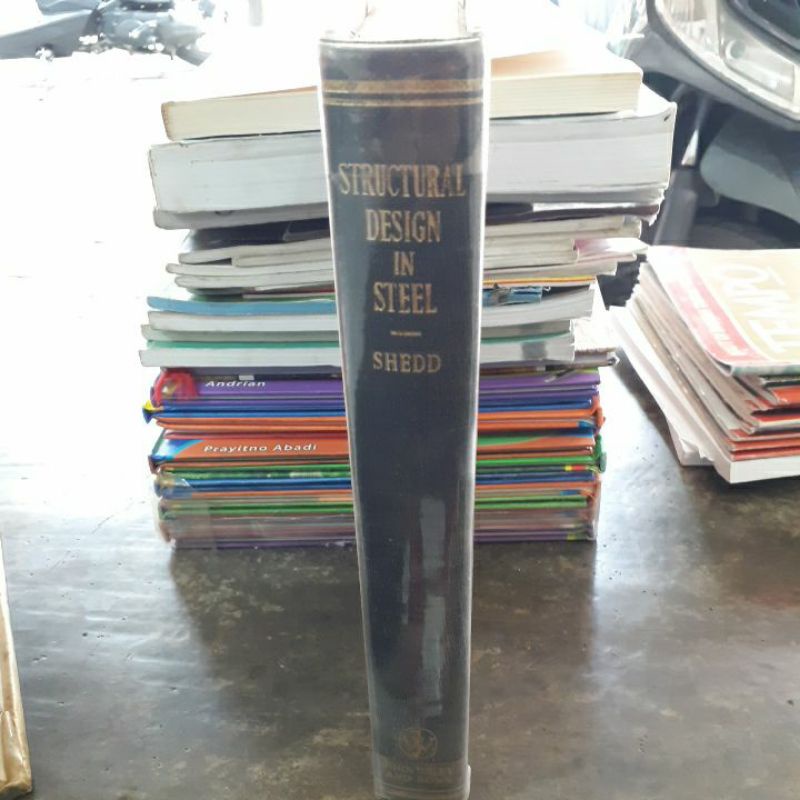 STRUCTURAL
DESIGN
IN
STEEL
SHEDD
Andrian
Prayitno Abadi
TEMPO